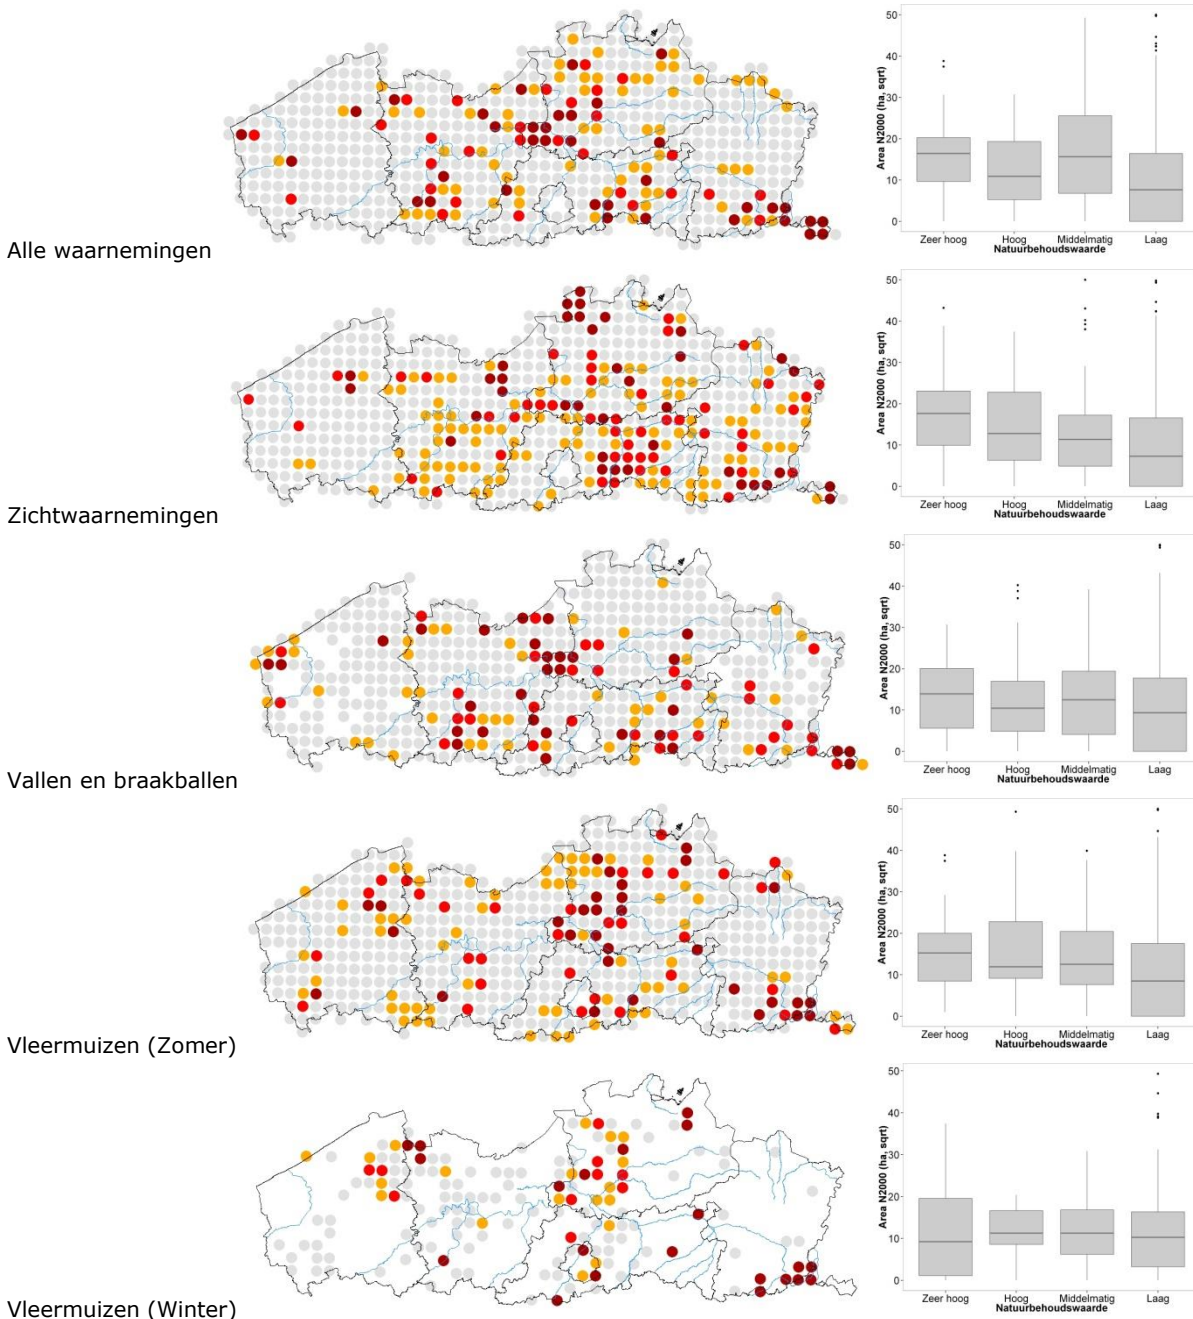 50
40
30
20
10
0
Area N2000 (ha, sqrt)
Zeer hoog Hoog Middelmatig Laag
Natuurbehoudswaarde
Alle waarnemingen
50
40
30
20
10
0
Area N2000 (ha, sqrt)
Zeer hoog Hoog Middelmatig Laag
Natuurbehoudswaarde
Zichtwaarnemingen
50
40
30
20
10
0
Area N2000 (ha, sqrt)
Zeer hoog Hoog Middelmatig Laag
Natuurbehoudswaarde
Vallen en braakballen
50
40
30
20
10
0
Area N2000 (ha, sqrt)
Zeer hoog Hoog Middelmatig Laag
Natuurbehoudswaarde
Vleermuizen (Zomer)
50
40
30
20
10
0
Area N2000 (ha, sqrt)
Zeer hoog Hoog Middelmatig Laag
Natuurbehoudswaarde
Vleermuizen (Winter)